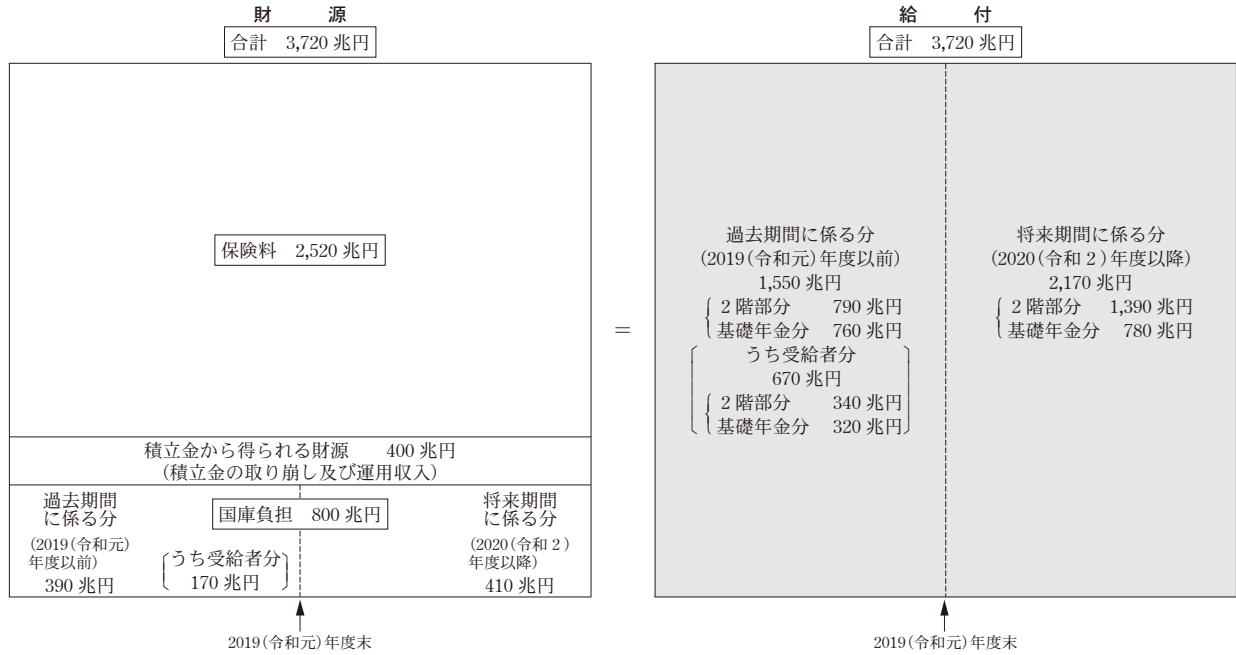 財 源
合計 3,720 兆円
保険料 2,520 兆円
積立金から得られる財源 400 兆円
(積立金の取り崩し及び運用収入)
過去期間
に係る分
(2019(令和元)
年度以前)
390 兆円
国庫負担 800 兆円
うち受給者分
170 兆円
将来期間
に係る分
(2020(令和2)
年度以降)
410 兆円
2019(令和元)年度末
=
給 付
合計 3,720 兆円
過去期間に係る分
(2019(令和元)年度以前)
1,550 兆円
2階部分 790 兆円
基礎年金分 760 兆円
うち受給者分
670 兆円
2階部分 340 兆円
基礎年金分 320 兆円
将来期間に係る分
(2020(令和2)年度以降)
2,170 兆円
2階部分 1,390 兆円
基礎年金分 780 兆円
2019(令和元)年度末